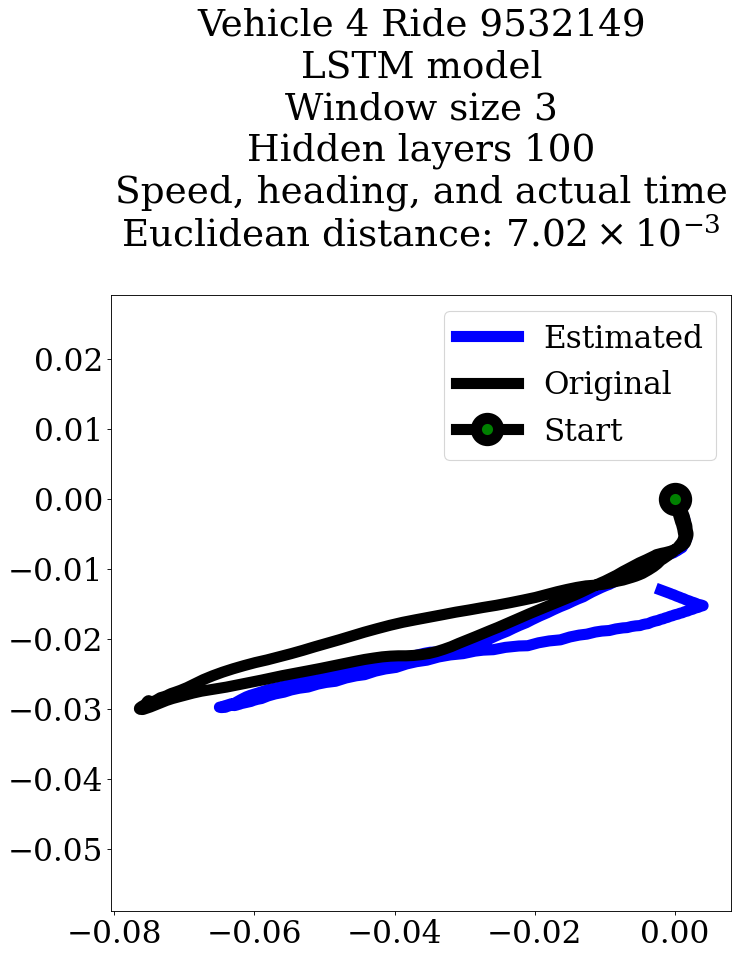 Vehicle 4 Ride 9532149
LSTM model
Window size 3
Hidden layers 100
Speed, heading, and actual time
Euclidean distance: 7.02 × 10⁻³
Estimated
Original
Start
0.02
0.01
0.00
−0.01
−0.02
−0.03
−0.04
−0.05
−0.08 −0.06 −0.04 −0.02 0.00